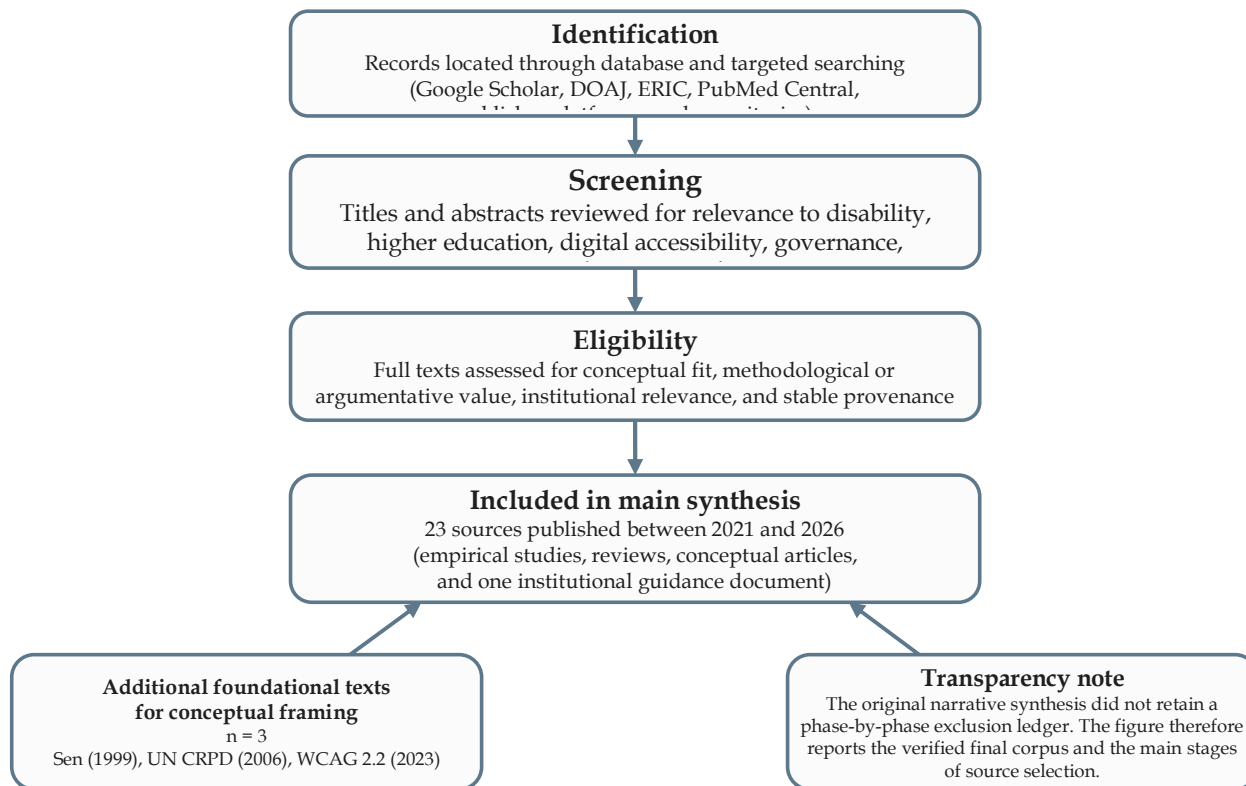 Identification
Records located through database and targeted searching
(Google Scholar, DOAJ, ERIC, PubMed Central,
Screening
Titles and abstracts reviewed for relevance to disability,
higher education, digital accessibility, governance,
Eligibility
Full texts assessed for conceptual fit, methodological or
argumentative value, institutional relevance, and stable provenance
Included in main synthesis
23 sources published between 2021 and 2026
(empirical studies, reviews, conceptual articles,
and one institutional guidance document)
Additional foundational texts
for conceptual framing
n = 3
Sen (1999), UN CRPD (2006), WCAG 2.2 (2023)
Transparency note
The original narrative synthesis did not retain a
phase-by-phase exclusion ledger. The figure therefore
reports the verified final corpus and the main stages
of source selection.